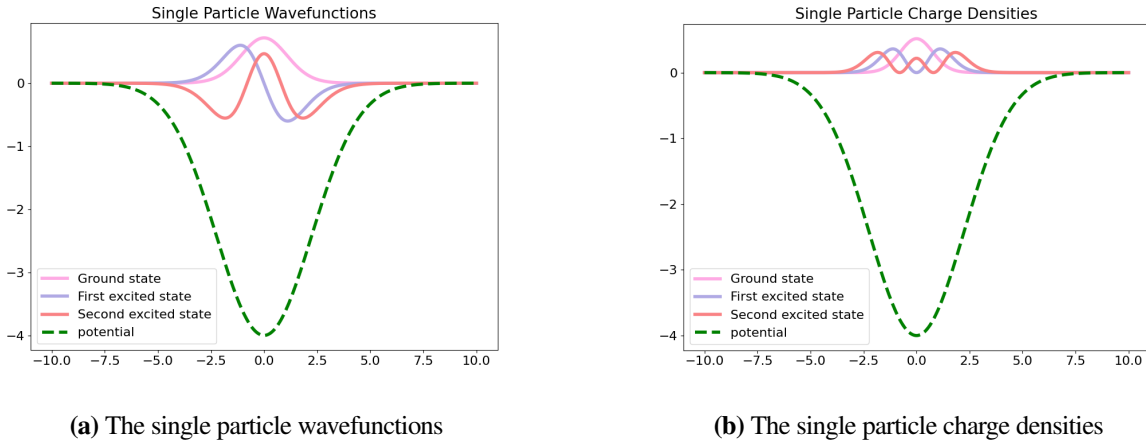 Single Particle Wavefunctions
0
−1
−2
−3
−4
Ground state
First excited state
Second excited state
potential
−10.0 −7.5 −5.0 −2.5 0.0 2.5 5.0 7.5 10.0
(a) The single particle wavefunctions
Single Particle Charge Densities
0
−1
−2
−3
−4
Ground state
First excited state
Second excited state
potential
−10.0 −7.5 −5.0 −2.5 0.0 2.5 5.0 7.5 10.0
(b) The single particle charge densities